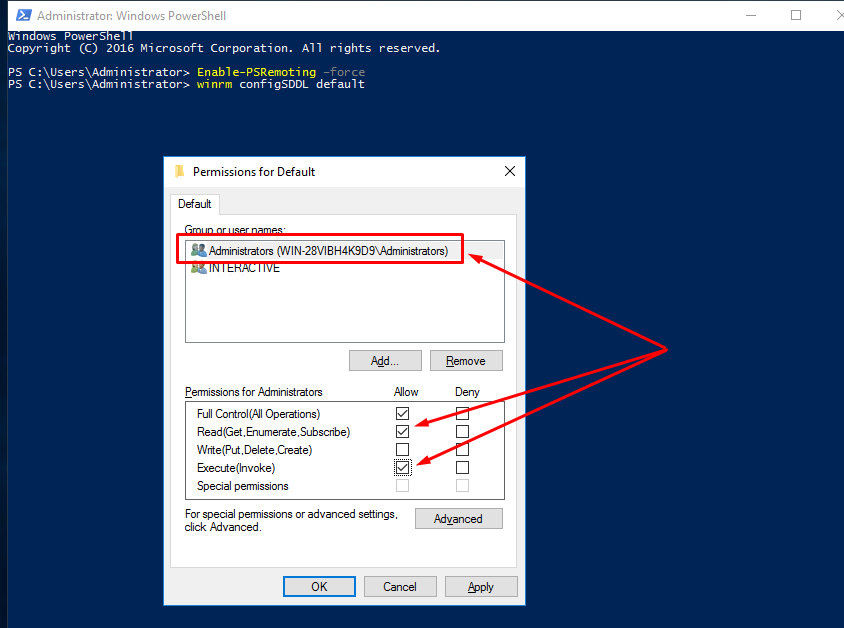 Administrator: Windows PowerShell
Windows PowerShell
Copyright (C) 2016 Microsoft Corporation. All rights reserved.
PS C:\Users\Administrator> Enable-PSRemoting -force
PS C:\Users\Administrator> winrm configSDDL default
Permissions for Default
Default
Group or user names:
Administrators (WIN-28VIBH4K9D9\Administrators)
INTERACTIVE
Add... Remove
Permissions for Administrators Allow Deny
Full Control(All Operations)
Read(Get,Enumerate,Subscribe)
Write(Put,Delete,Create)
Execute(Invoke)
Special permissions
For special permissions or advanced settings,
click Advanced.
Advanced
OK Cancel Apply